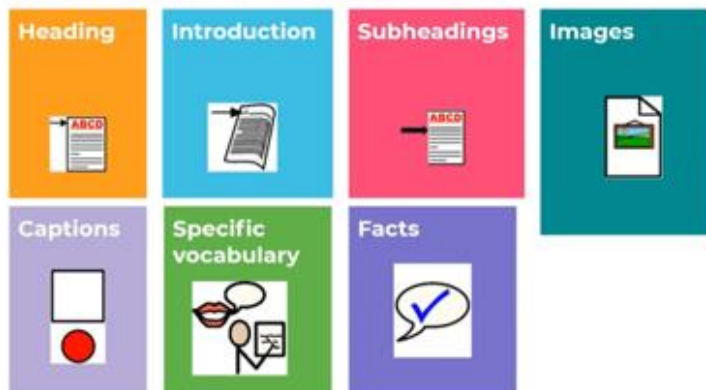 Heading
Introduction
Subheadings
Images
ABCD
ABCD
Captions
Specific
vocabulary
Facts